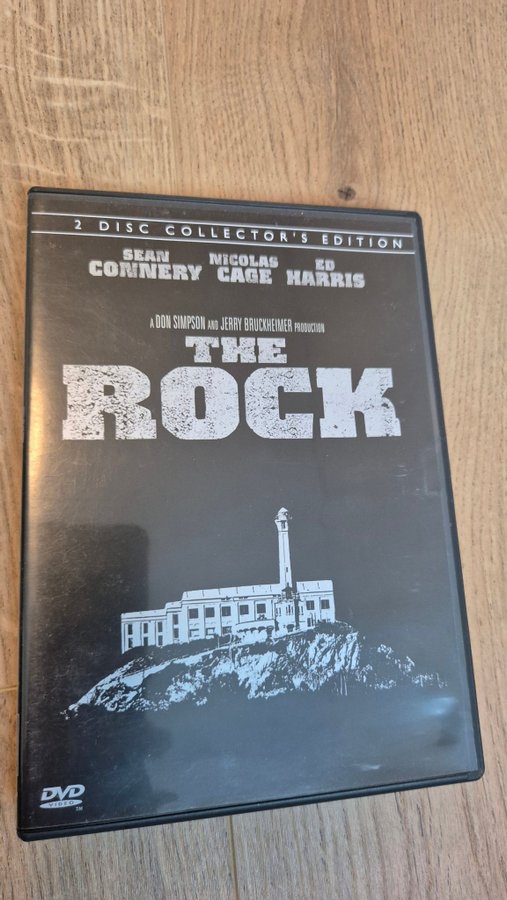 2 DISC COLLECTOR'S EDITION
SEAN NICOLAS ED
CONNERY CAGE HARRIS
A DON SIMPSON AND JERRY BRUCKHEIMER PRODUCTION
THE
ROCK
DVD
VIDEO
TM